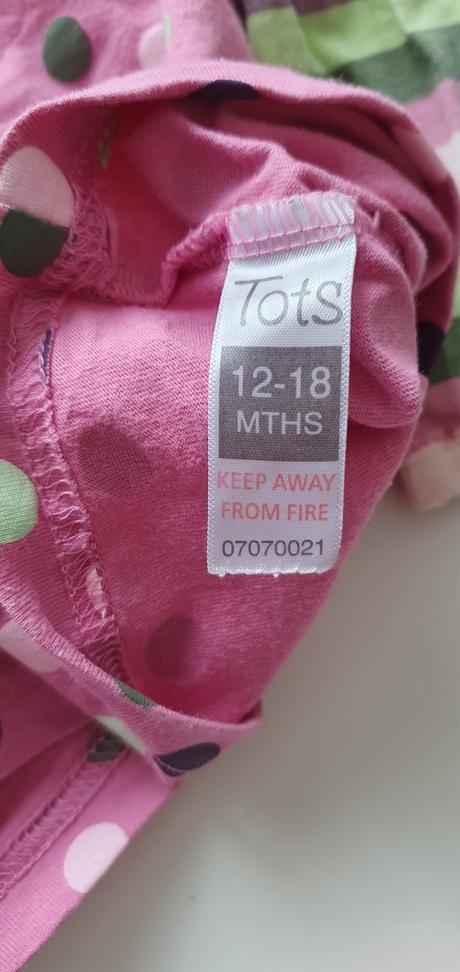 Tots
12-18
MTHS
KEEP AWAY
FROM FIRE
07070021